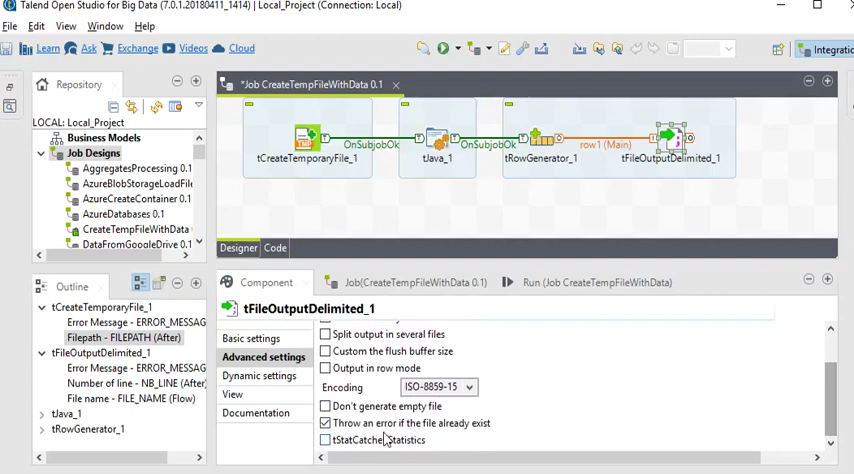 Talend Open Studio for Big Data (7.0.1.20180411_1414) | Local_Project (Connection: Local)
File Edit View Design Window Help
Learn Ask Exchange Videos Cloud
Integratio
Repository
*Job CreateTempFileWithData 0.1
LOCAL: Local_Project
Business Models
Job Designs
AggregatesProcessing 0.1
AzureBlobStorageLoadFile
AzureCreateContainer 0.1
AzureDatabases 0.1
CreateTempFileWithData
DataFromGoogleDrive 0.1
TMP
OnSubjobOk
OnSubjobOk
row1 (Main)
tCreateTemporaryFile_1
tJava_1
tRowGenerator_1
tFileOutputDelimited_1
Designer Code
Outline
tCreateTemporaryFile_1
Error Message - ERROR_MESSAG
Filepath - FILEPATH (After)
tFileOutputDelimited_1
Error Message - ERROR_MESSAG
Number of line - NB_LINE (After)
File name - FILE_NAME (Flow)
tJava_1
tRowGenerator_1
Component
Job(CreateTempFileWithData 0.1)
Run (Job CreateTempFileWithData)
tFileOutputDelimited_1
Basic settings
Advanced settings
Dynamic settings
View
Documentation
Split output in several files
Custom the flush buffer size
Output in row mode
Encoding ISO-8859-15
Don't generate empty file
Throw an error if the file already exist
tStatCatcher Statistics